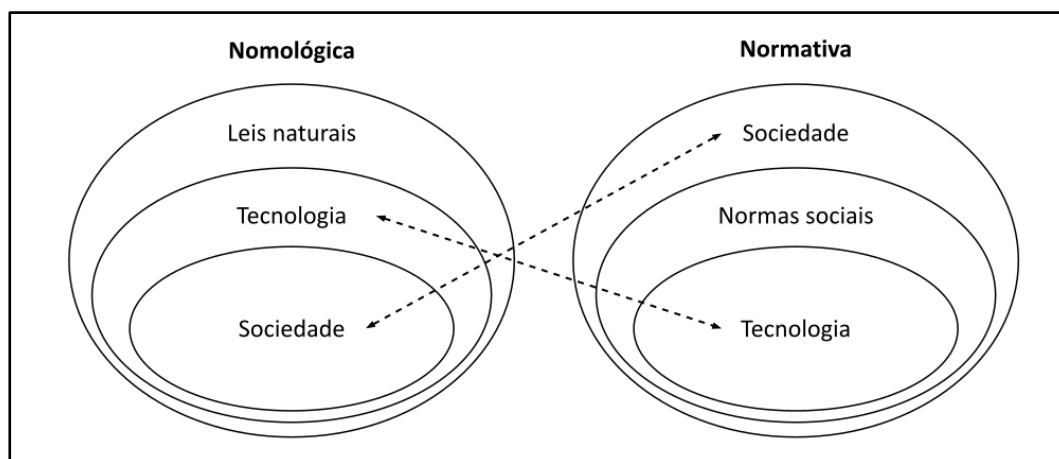 Nomológica
Leis naturais
Tecnologia
Sociedade
Normativa
Sociedade
Normas sociais
Tecnologia